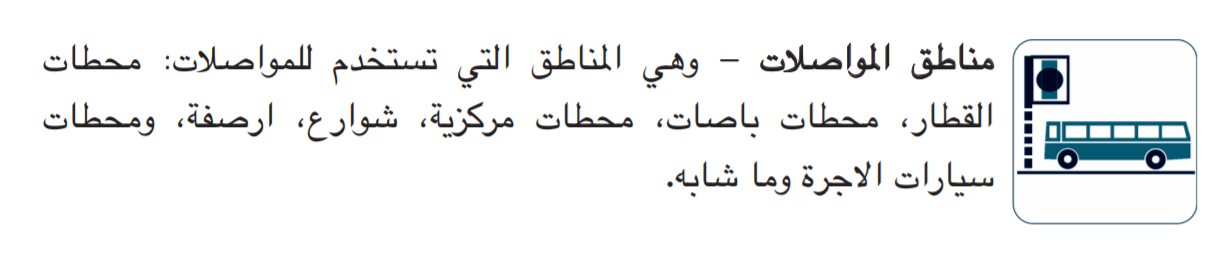 مناطق المواصلات – وهي المناطق التي تستخدم للمواصلات: محطات
القطار، محطات باصات، محطات مركزية، شوارع، ارصفة، ومحطات
سيارات الاجرة وما شابه.